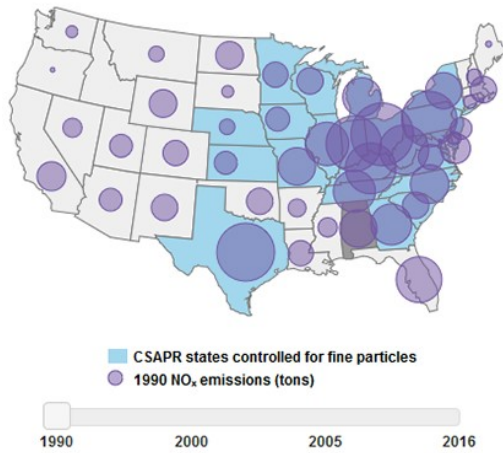 CSAPR states controlled for fine particles
1990 NOₓ emissions (tons)
1990 2000 2005 2016